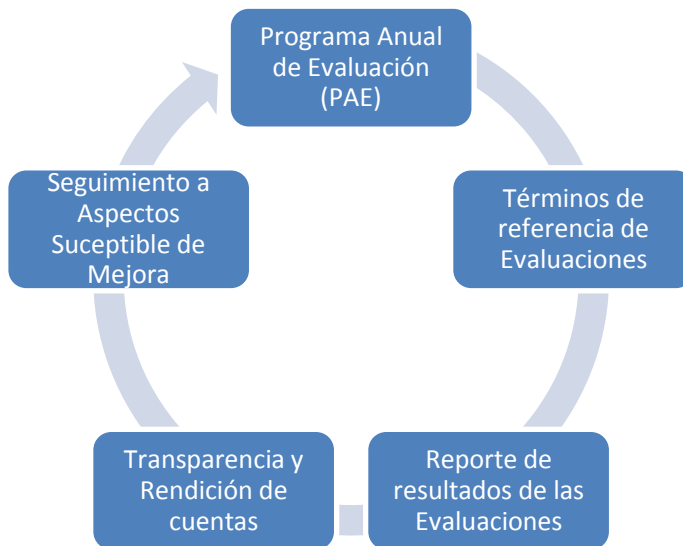 Programa Anual
de Evaluación
(PAE)
Términos de
referencia de
Evaluaciones
Reporte de
resultados de las
Evaluaciones
Transparencia y
Rendición de
cuentas
Seguimiento a
Aspectos
Suceptible de
Mejora